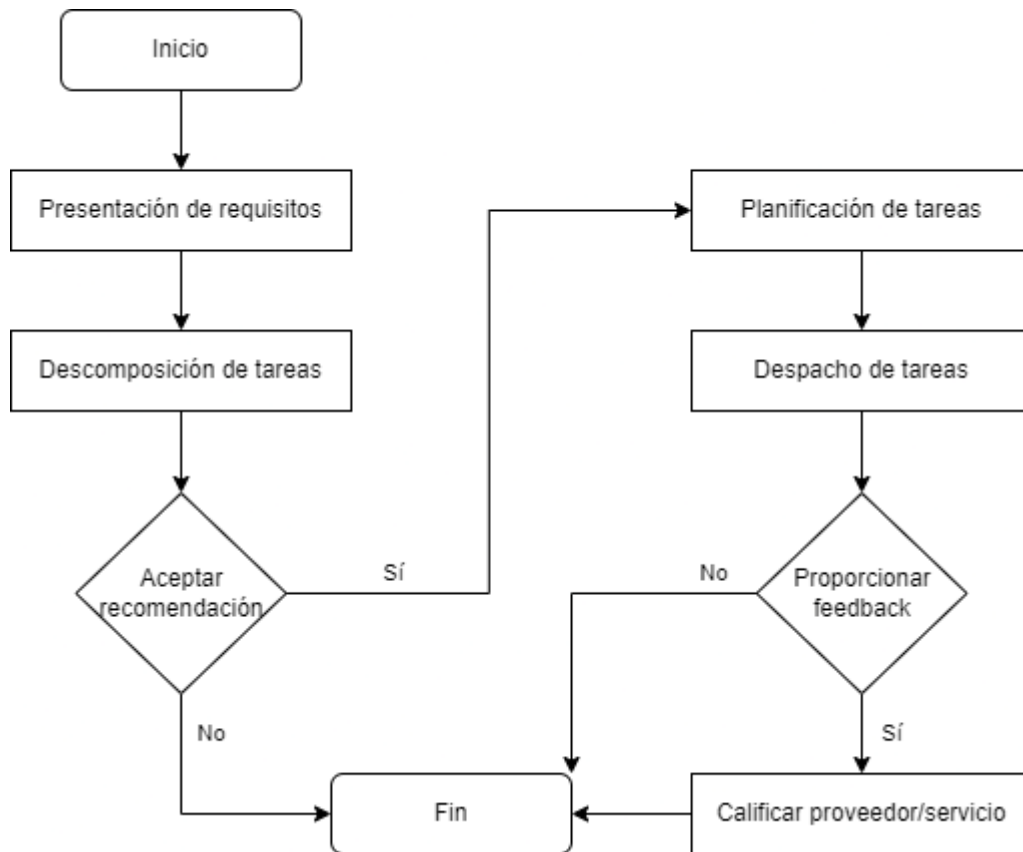 Inicio
Presentación de requisitos
Descomposición de tareas
Aceptar
recomendación
Sí
No
Planificación de tareas
Despacho de tareas
Proporcionar
feedback
No
Sí
Calificar proveedor/servicio
Fin